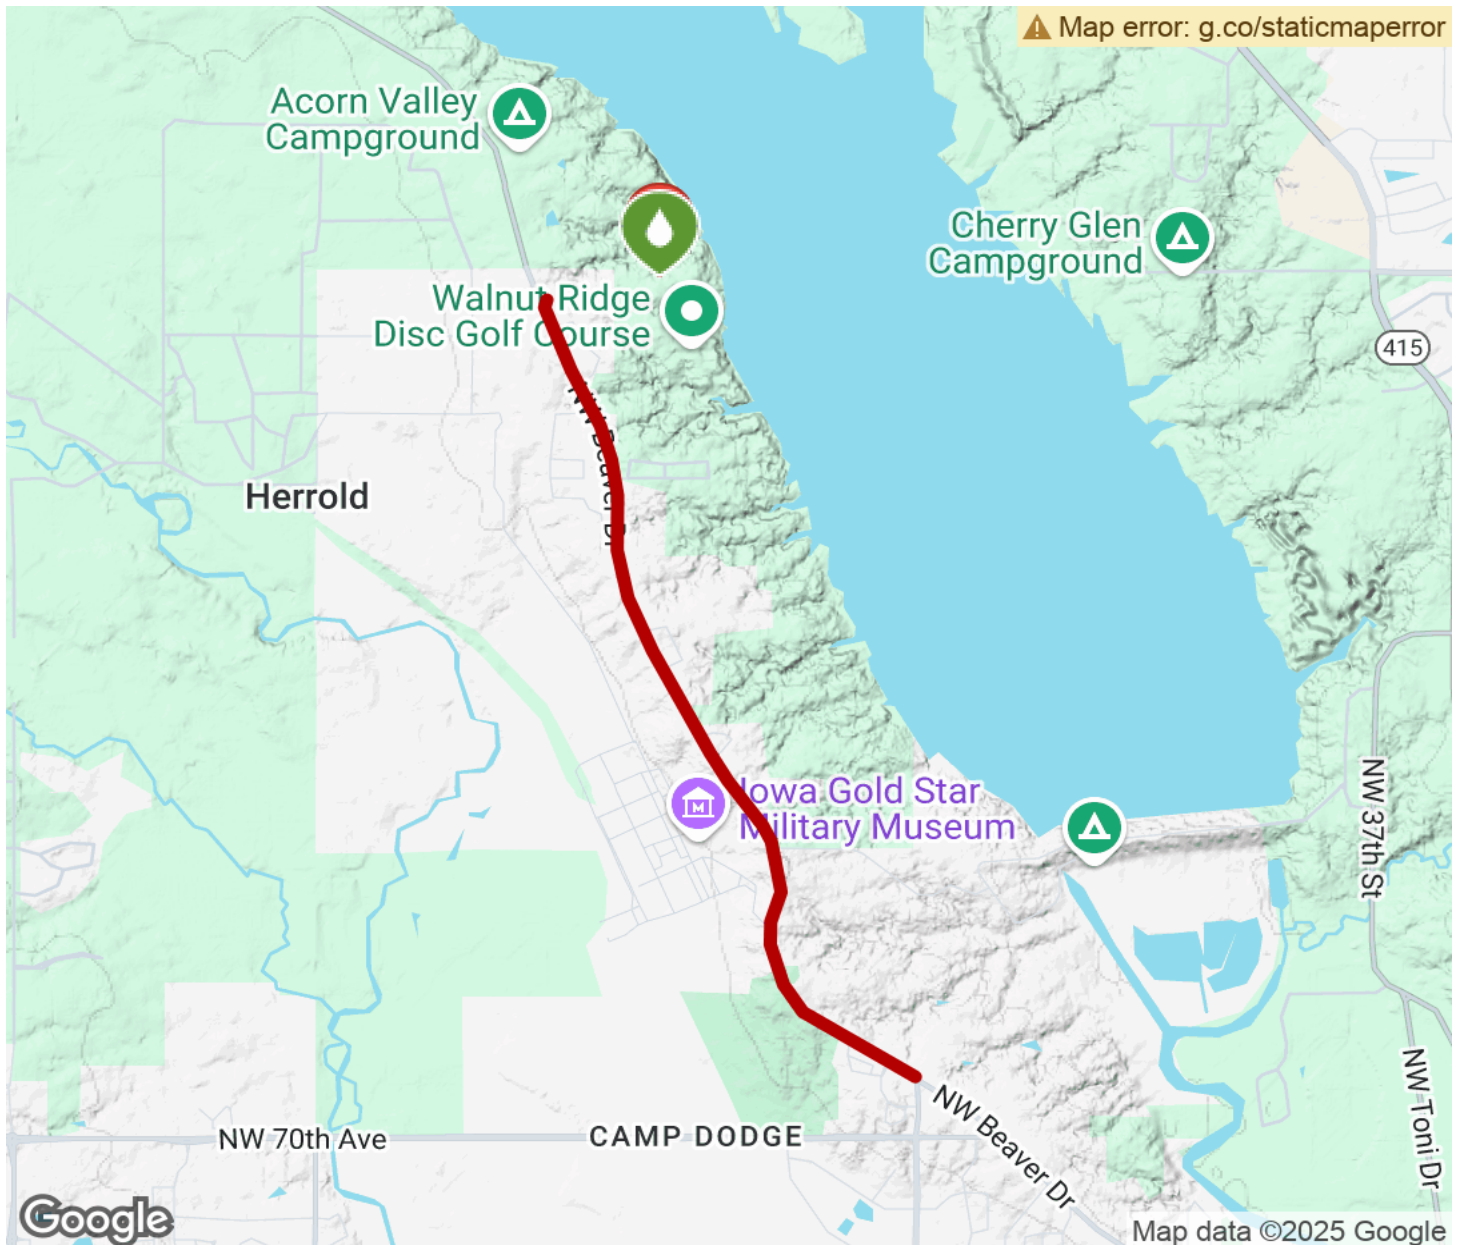 Map error: g.co/staticmaperror
Acorn Valley
Campground
Cherry Glen
Campground
Walnut Ridge
Disc Golf Course
415
NW Beaver Dr
Herrold
Iowa Gold Star
Military Museum
M
NW 37th St
NW 70th Ave
CAMP DODGE
NW Beaver Dr
NW Toni Dr
Google
Map data ©2025 Google